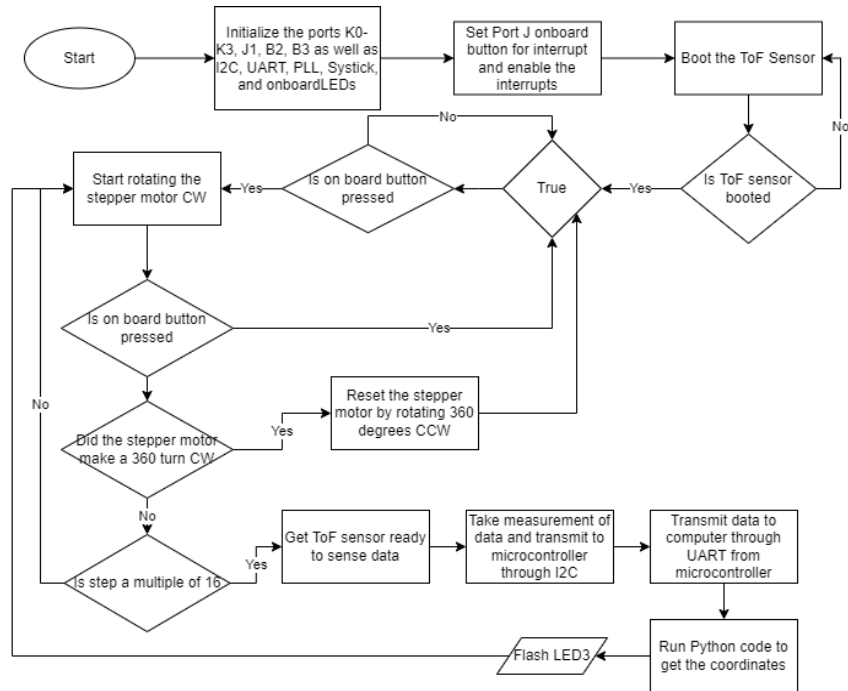 Start
Initialize the ports K0-
K3, J1, B2, B3 as well as
I2C, UART, PLL, Systick,
and onboardLEDs
Set Port J onboard
button for interrupt
and enable the
interrupts
Boot the ToF Sensor
No
No
Start rotating the
stepper motor CW
Yes
Is on board button
pressed
True
Yes
Is ToF sensor
booted
Is on board button
pressed
Yes
No
Did the stepper motor
make a 360 turn CW
Yes
Reset the stepper
motor by rotating 360
degrees CCW
No
Is step a multiple of 16
Yes
Get ToF sensor ready
to sense data
Take measurement of
data and transmit to
microcontroller
through I2C
Transmit data to
computer through
UART from
microcontroller
Flash LED3
Run Python code to
get the coordinates